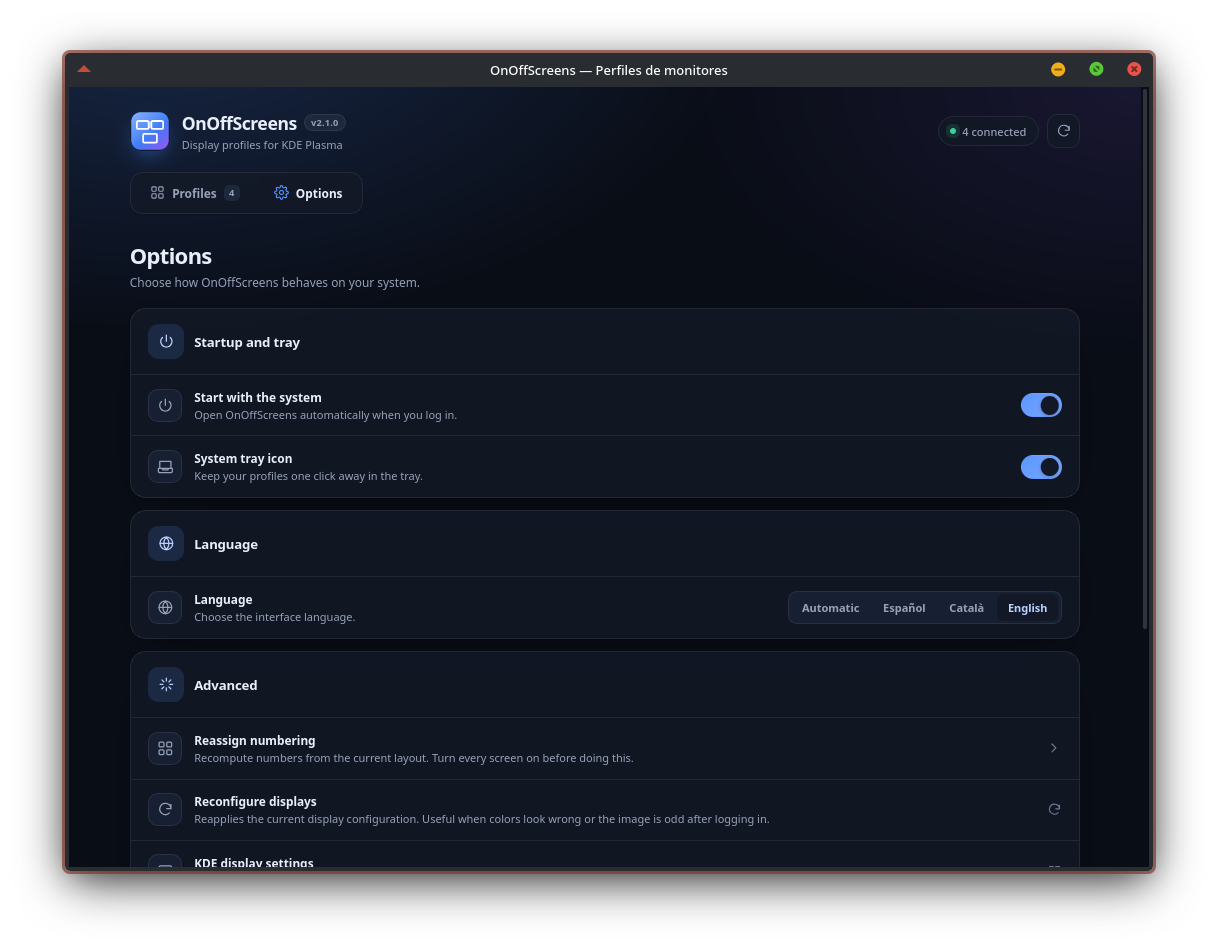 OnOffScreens — Perfiles de monitores
OnOffScreens v2.1.0
Display profiles for KDE Plasma
4 connected
Profiles 4 Options
Options
Choose how OnOffScreens behaves on your system.
Startup and tray
Start with the system
Open OnOffScreens automatically when you log in.
System tray icon
Keep your profiles one click away in the tray.
Language
Language
Choose the interface language.
Automatic Español Català English
Advanced
Reassign numbering
Recompute numbers from the current layout. Turn every screen on before doing this.
Reconfigure displays
Reapplies the current display configuration. Useful when colors look wrong or the image is odd after logging in.
KDE display settings